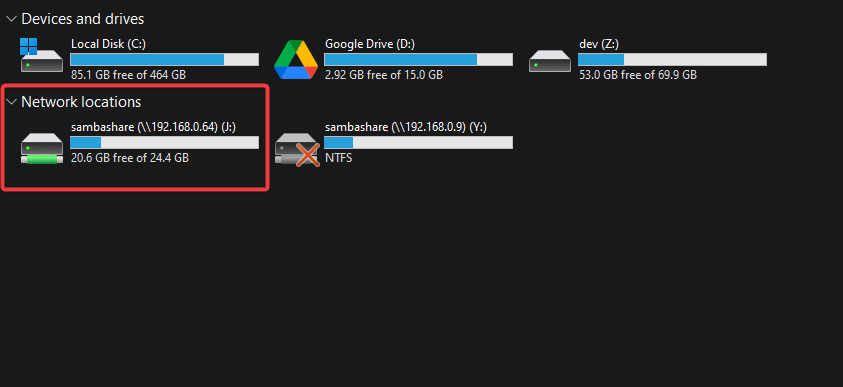 Devices and drives
Local Disk (C:)
85.1 GB free of 464 GB
Google Drive (D:)
2.92 GB free of 15.0 GB
dev (Z:)
53.0 GB free of 69.9 GB
Network locations
sambashare (\\192.168.0.64) (J:)
20.6 GB free of 24.4 GB
sambashare (\\192.168.0.9) (Y:)
NTFS